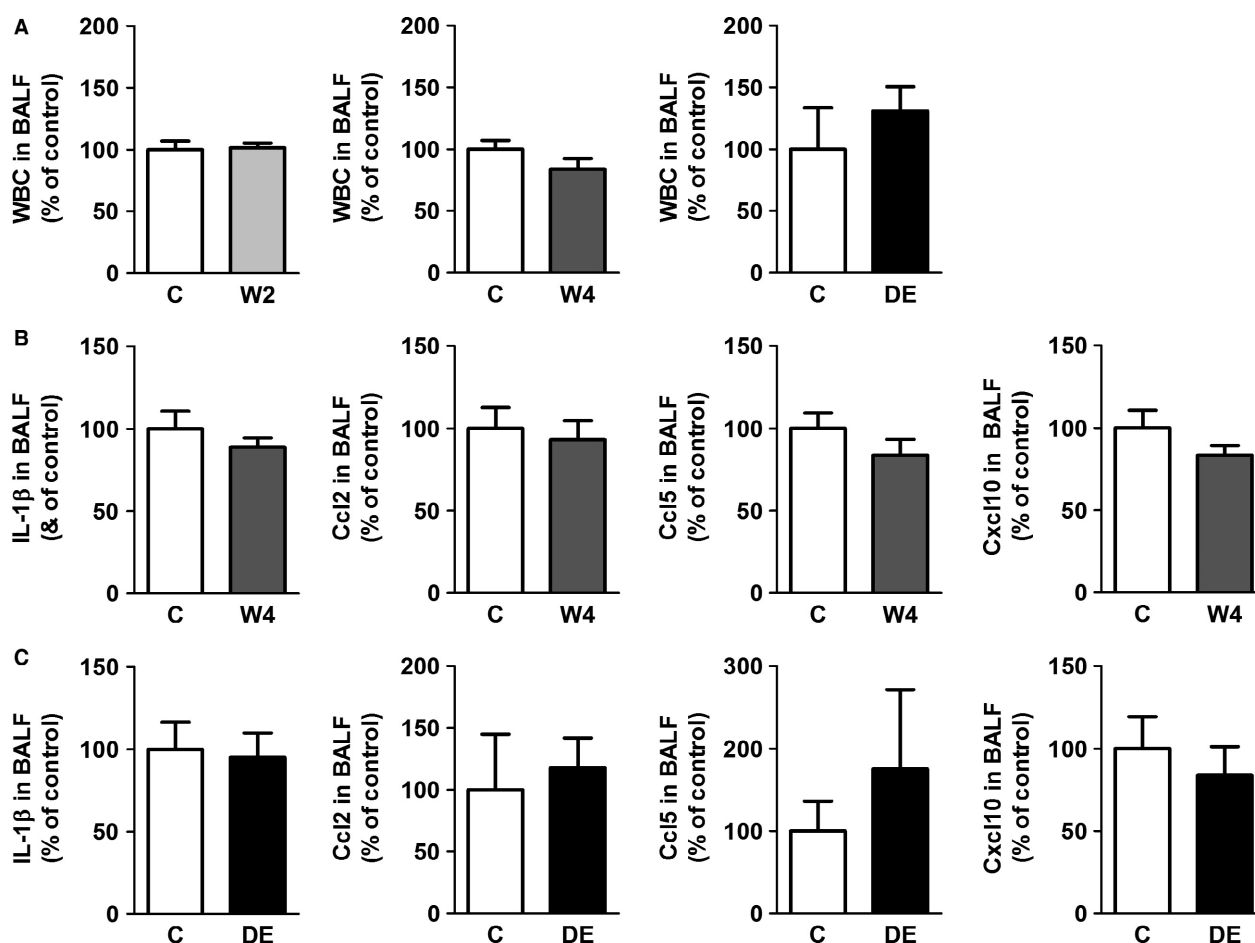 A
WBC in BALF
(% of control)
200
150
100
50
0
C W2
WBC in BALF
(% of control)
200
150
100
50
0
C W4
WBC in BALF
(% of control)
200
150
100
50
0
C DE
B
IL-1β in BALF
(& of control)
150
100
50
0
C W4
Ccl2 in BALF
(% of control)
150
100
50
0
C W4
Ccl5 in BALF
(% of control)
150
100
50
0
C W4
Cxcl10 in BALF
(% of control)
150
100
50
0
C W4
C
IL-1β in BALF
(% of control)
150
100
50
0
C DE
Ccl2 in BALF
(% of control)
200
150
100
50
0
C DE
Ccl5 in BALF
(% of control)
300
200
100
0
C DE
Cxcl10 in BALF
(% of control)
150
100
50
0
C DE